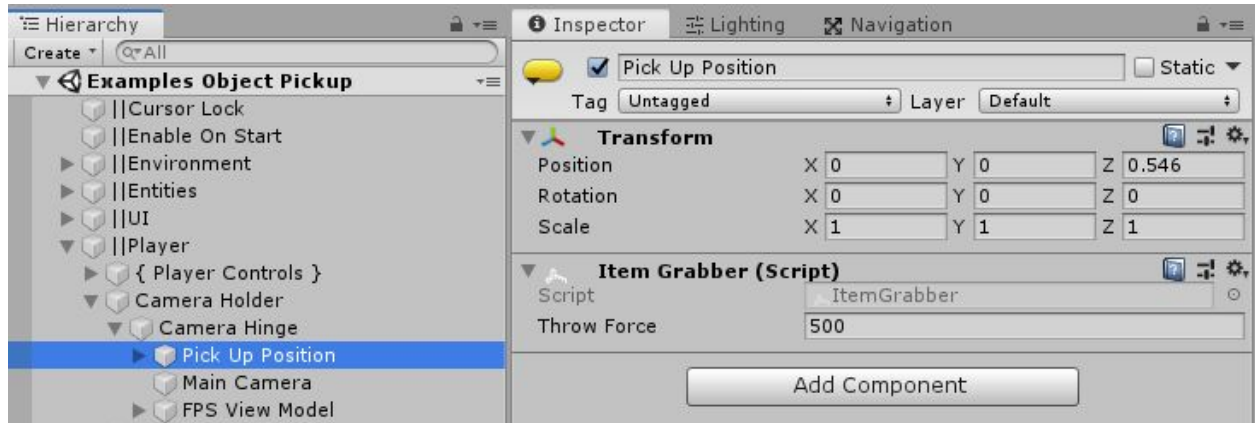 Hierarchy
Create All
Examples Object Pickup
||Cursor Lock
||Enable On Start
||Environment
||Entities
||UI
||Player
{ Player Controls }
Camera Holder
Camera Hinge
Pick Up Position
Main Camera
FPS View Model
Inspector Lighting Navigation
Pick Up Position Static
Tag Untagged Layer Default
Transform
Position X 0 Y 0 Z 0.546
Rotation X 0 Y 0 Z 0
Scale X 1 Y 1 Z 1
Item Grabber (Script)
Script ItemGrabber
Throw Force 500
Add Component